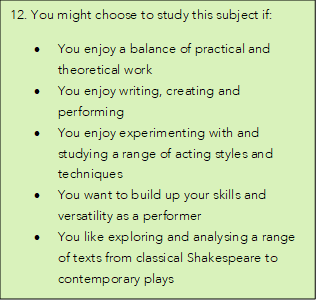 12. You might choose to study this subject if:
• You enjoy a balance of practical and
theoretical work
• You enjoy writing, creating and
performing
• You enjoy experimenting with and
studying a range of acting styles and
techniques
• You want to build up your skills and
versatility as a performer
• You like exploring and analysing a range
of texts from classical Shakespeare to
contemporary plays